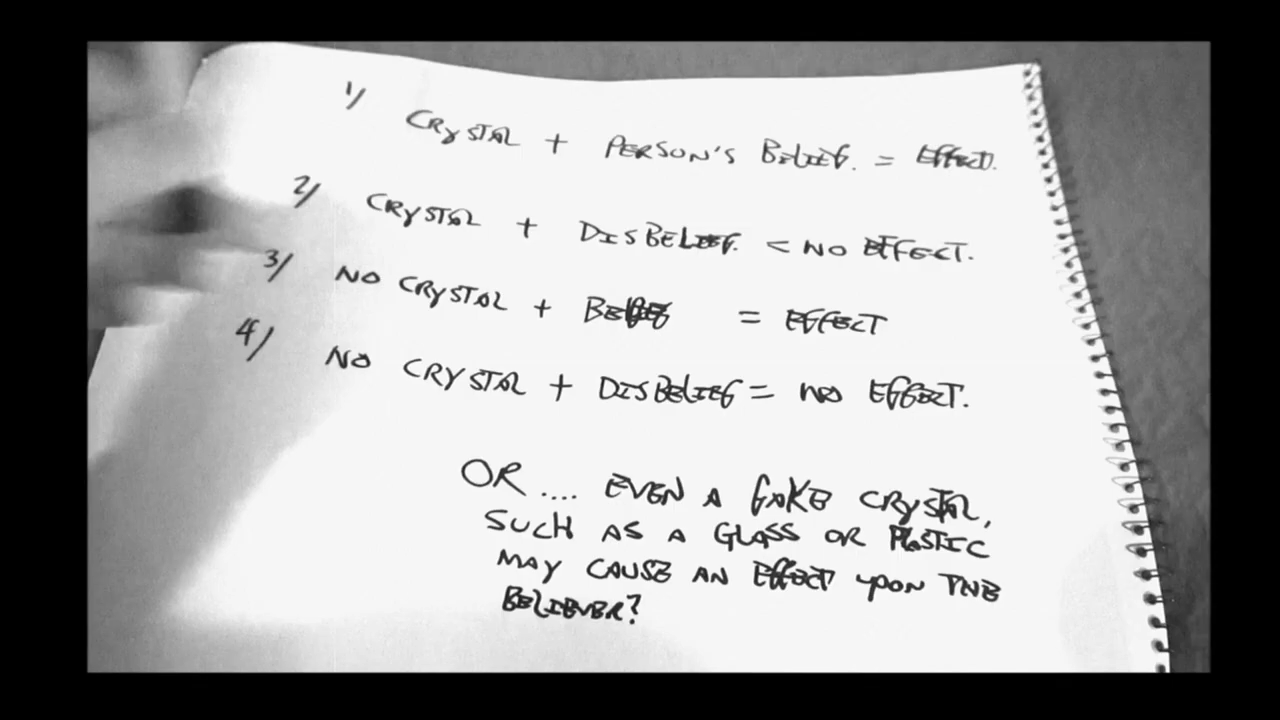 1/ CRYSTAL + PERSON'S BELIEF. = EFFECT.
2/ CRYSTAL + DISBELIEF. < NO EFFECT.
3/ NO CRYSTAL + BELIEF = EFFECT
4/ NO CRYSTAL + DISBELIEF = NO EFFECT.
OR .... EVEN A FAKE CRYSTAL,
SUCH AS A GLASS OR PLASTIC
MAY CAUSE AN EFFECT UPON THE
BELIEVER?